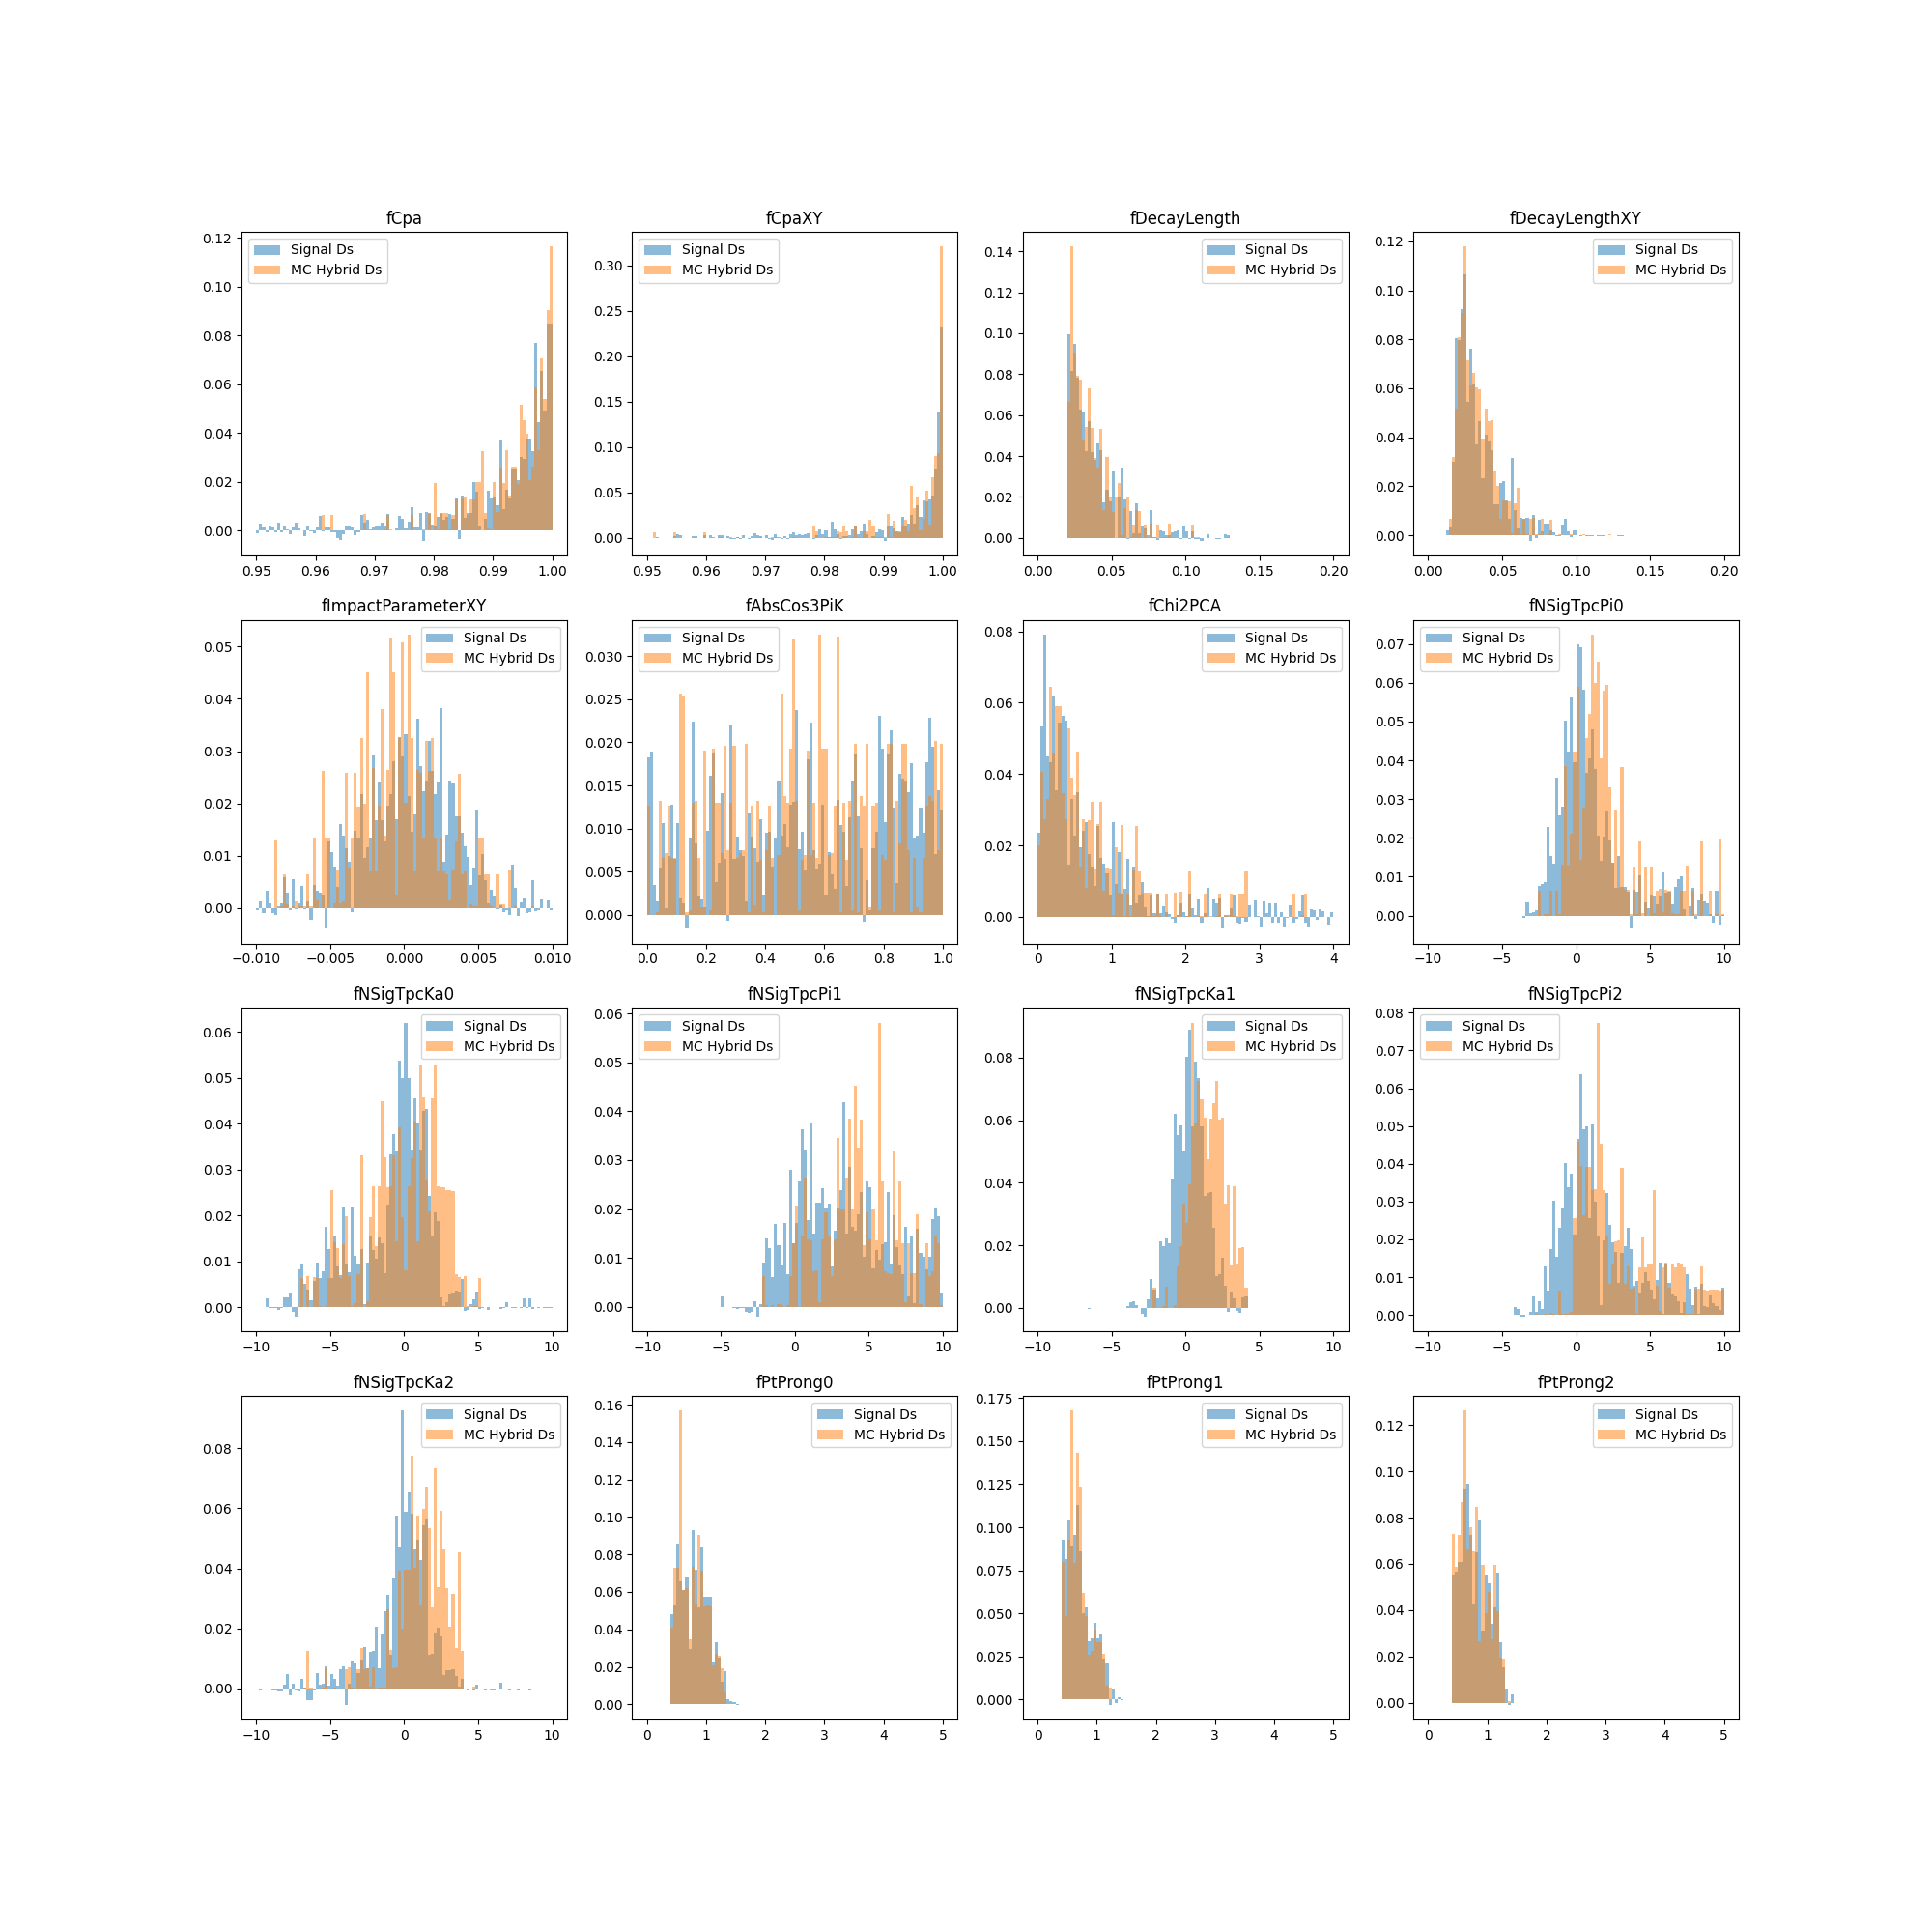 fCpa
Signal Ds
MC Hybrid Ds
0.12
0.10
0.08
0.06
0.04
0.02
0.00
0.95 0.96 0.97 0.98 0.99 1.00
fCpaXY
Signal Ds
MC Hybrid Ds
0.30
0.25
0.20
0.15
0.10
0.05
0.00
0.95 0.96 0.97 0.98 0.99 1.00
fDecayLength
Signal Ds
MC Hybrid Ds
0.14
0.12
0.10
0.08
0.06
0.04
0.02
0.00
0.00 0.05 0.10 0.15 0.20
fDecayLengthXY
Signal Ds
MC Hybrid Ds
0.12
0.10
0.08
0.06
0.04
0.02
0.00
0.00 0.05 0.10 0.15 0.20
fImpactParameterXY
Signal Ds
MC Hybrid Ds
0.05
0.04
0.03
0.02
0.01
0.00
−0.010 −0.005 0.000 0.005 0.010
fAbsCos3PiK
Signal Ds
MC Hybrid Ds
0.030
0.025
0.020
0.015
0.010
0.005
0.000
0.0 0.2 0.4 0.6 0.8 1.0
fChi2PCA
Signal Ds
MC Hybrid Ds
0.08
0.06
0.04
0.02
0.00
0 1 2 3 4
fNSigTpcPi0
Signal Ds
MC Hybrid Ds
0.07
0.06
0.05
0.04
0.03
0.02
0.01
0.00
−10 −5 0 5 10
fNSigTpcKa0
Signal Ds
MC Hybrid Ds
0.06
0.05
0.04
0.03
0.02
0.01
0.00
−10 −5 0 5 10
fNSigTpcPi1
Signal Ds
MC Hybrid Ds
0.06
0.05
0.04
0.03
0.02
0.01
0.00
−10 −5 0 5 10
fNSigTpcKa1
Signal Ds
MC Hybrid Ds
0.08
0.06
0.04
0.02
0.00
−10 −5 0 5 10
fNSigTpcPi2
Signal Ds
MC Hybrid Ds
0.08
0.07
0.06
0.05
0.04
0.03
0.02
0.01
0.00
−10 −5 0 5 10
fNSigTpcKa2
Signal Ds
MC Hybrid Ds
0.08
0.06
0.04
0.02
0.00
−10 −5 0 5 10
fPtProng0
Signal Ds
MC Hybrid Ds
0.16
0.14
0.12
0.10
0.08
0.06
0.04
0.02
0.00
0 1 2 3 4 5
fPtProng1
Signal Ds
MC Hybrid Ds
0.175
0.150
0.125
0.100
0.075
0.050
0.025
0.000
0 1 2 3 4 5
fPtProng2
Signal Ds
MC Hybrid Ds
0.12
0.10
0.08
0.06
0.04
0.02
0.00
0 1 2 3 4 5